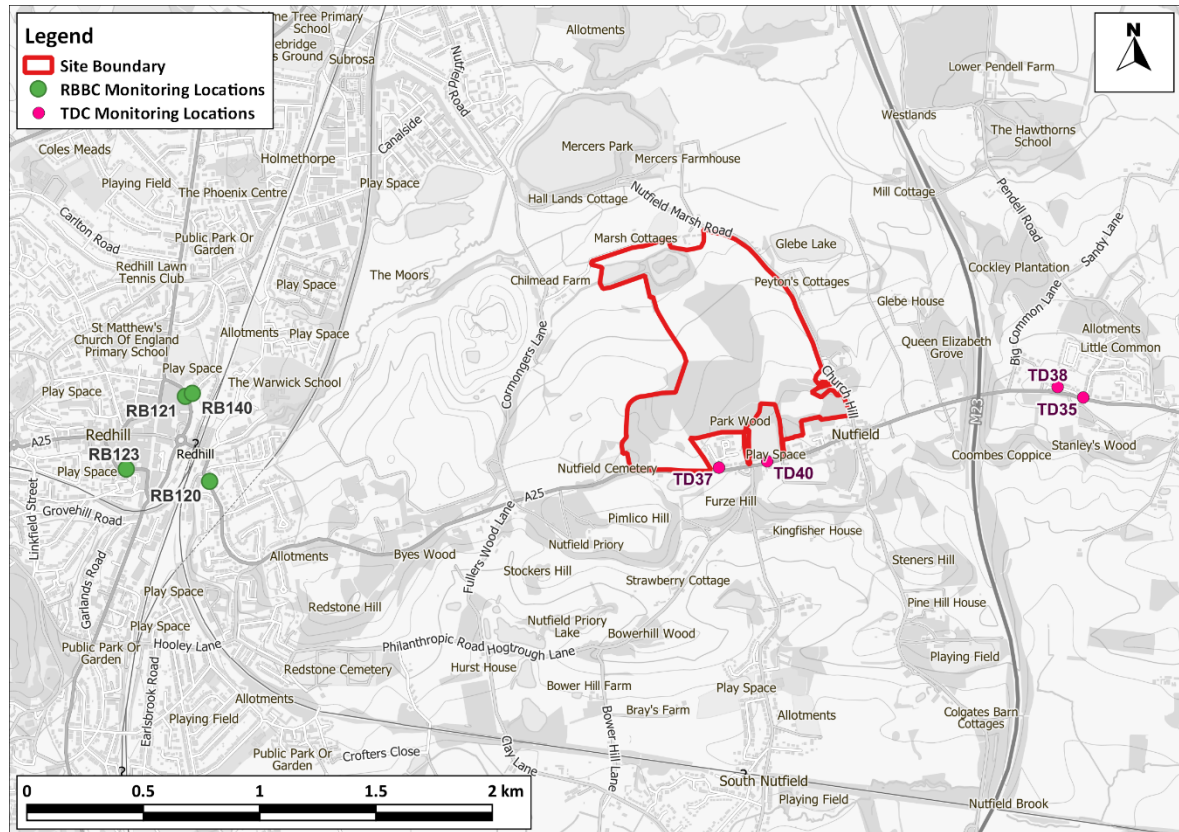 Legend
Site Boundary
RBBC Monitoring Locations
TDC Monitoring Locations
N
Primary
School
Subrosa
s Ground
Nutfield Road
Allotments
Lower Pendell Farm
Westlands
The Hawthorns
School
Canalside
Coles Meads
Holmethorpe
Mercers Park
Mercers Farmhouse
Playing Field
The Phoenix Centre
Play Space
Mill Cottage
Pendell Road
Hall Lands Cottage
Nutfield Marsh Road
Carlton Road
Sandy Lane
Public Park Or
Garden
Marsh Cottages
Glebe Lake
Redhill Lawn
Tennis Club
The Moors
Chilmead Farm
Peyton's Cottages
Cockley Plantation
Play Space
Glebe House
Big Common Lane
St Matthew's
Church Of England
Primary School
Allotments
Play Space
Cormongers Lane
Queen Elizabeth
Grove
Allotments
Little Common
Play Space
The Warwick School
Church Hill
TD38
Play Space
RB121
RB140
TD35
M23
A25
Redhill
Park Wood
Nutfield
Stanley's Wood
RB123
?
Redhill
Play Space
Nutfield Cemetery
TD37
Play Space
TD40
Coombes Coppice
RB120
A25
Furze Hill
Linkfield Street
Grovehill Road
Pimlico Hill
Kingfisher House
Nutfield Priory
Allotments
Byes Wood
Fullers Wood Lane
Stockers Hill
Strawberry Cottage
Steners Hill
Garlands Road
Play Space
Redstone Hill
Pine Hill House
Play Space
Nutfield Priory
Lake
Bowerhill Wood
Public Park Or
Garden
Hooley Lane
Philanthropic Road
Hogtrough Lane
Playing Field
Redstone Cemetery
Hurst House
Earlsbrook Road
Allotments
Bower Hill Farm
Play Space
Playing Field
Bray's Farm
Allotments
Colgates Barn
Cottages
Public Park Or
Garden
Crofters Close
Clay Lane
Bower Hill Lane
?
?
South Nutfield
Playing Field
Nutfield Brook
0 0.5 1 1.5 2 km